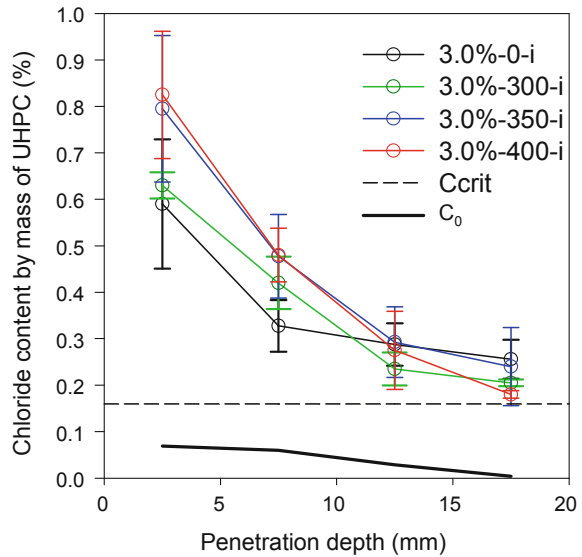 Chloride content by mass of UHPC (%)
1.0
0.9
0.8
0.7
0.6
0.5
0.4
0.3
0.2
0.1
0.0
3.0%-0-i
3.0%-300-i
3.0%-350-i
3.0%-400-i
Ccrit
C₀
0 5 10 15 20
Penetration depth (mm)